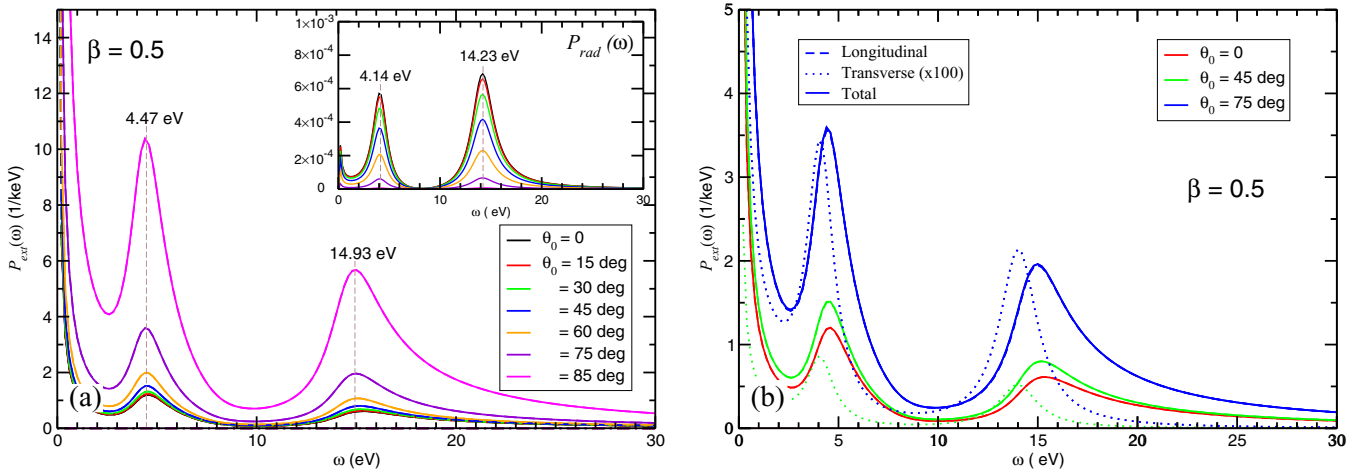 β = 0.5
P_ext(ω) (1/keV)
14
12
10
8
6
4
2
0
0
10
20
30
ω (eV)
4.47 eV
14.93 eV
(a)
P_rad (ω)
1×10⁻³
8×10⁻⁴
6×10⁻⁴
4×10⁻⁴
2×10⁻⁴
0
0
10
20
30
ω ( eV)
4.14 eV
14.23 eV
θ₀ = 0
θ₀ = 15 deg
= 30 deg
= 45 deg
= 60 deg
= 75 deg
= 85 deg
P_ext(ω) (1/keV)
5
4
3
2
1
0
0
5
10
15
20
25
30
ω ( eV)
Longitudinal
Transverse (x100)
Total
θ₀ = 0
θ₀ = 45 deg
θ₀ = 75 deg
β = 0.5
(b)